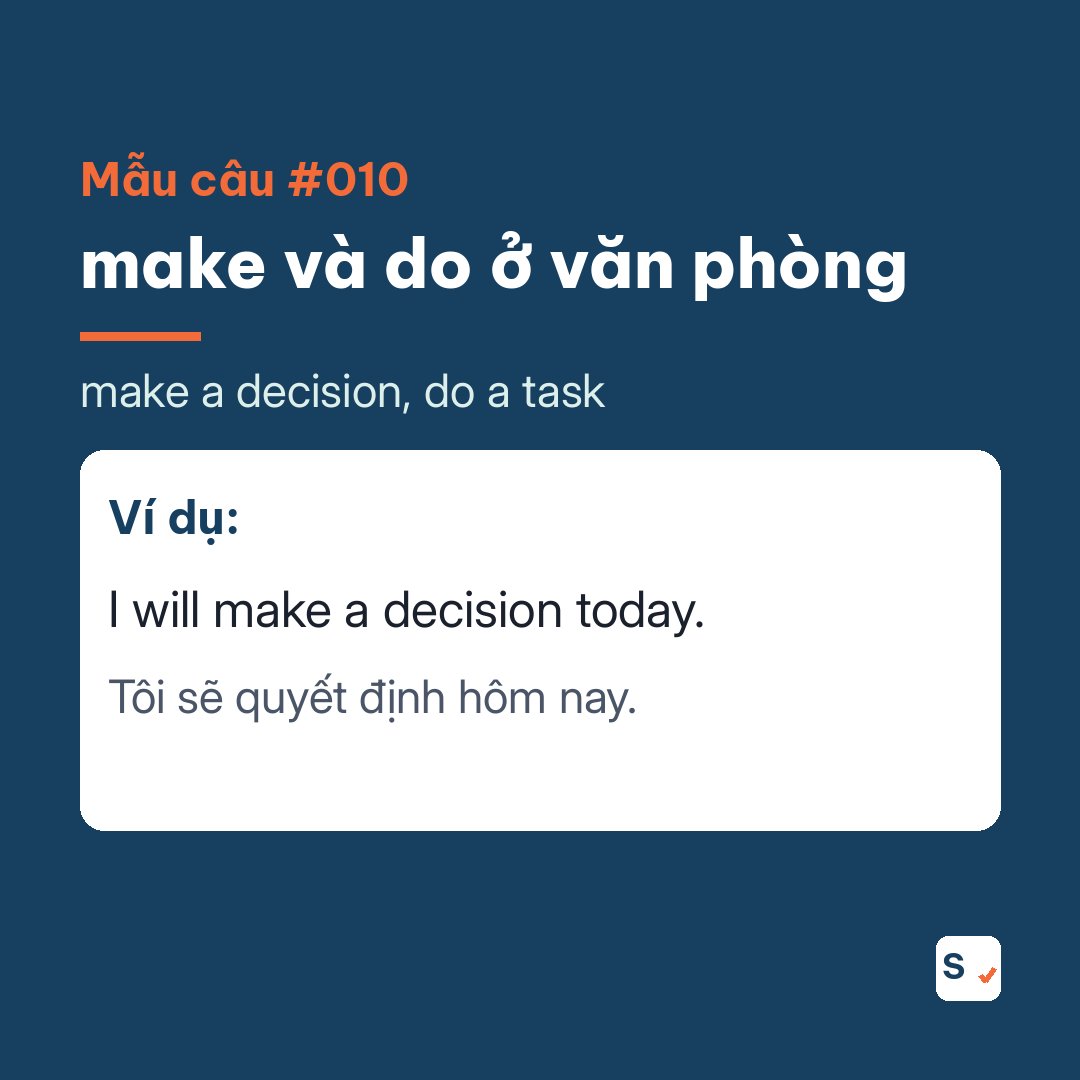 Mẫu câu #010
make và do ở văn phòng
make a decision, do a task
Ví dụ:
I will make a decision today.
Tôi sẽ quyết định hôm nay.
S